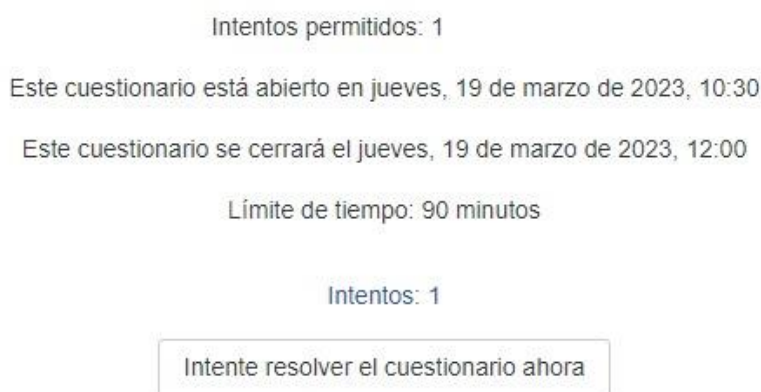 Intentos permitidos: 1
Este cuestionario está abierto en jueves, 19 de marzo de 2023, 10:30
Este cuestionario se cerrará el jueves, 19 de marzo de 2023, 12:00
Límite de tiempo: 90 minutos
Intentos: 1
Intente resolver el cuestionario ahora